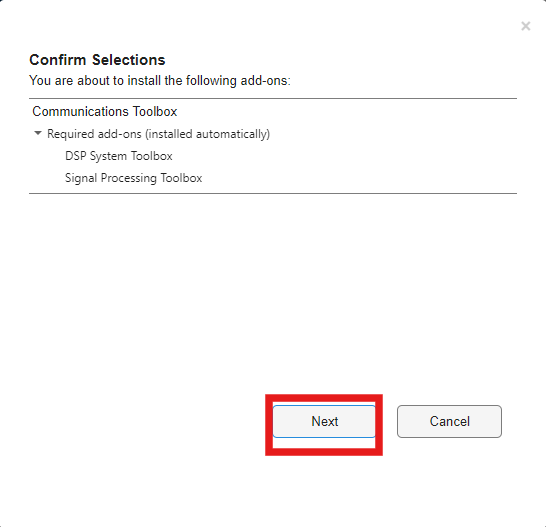 Confirm Selections
You are about to install the following add-ons:
Communications Toolbox
Required add-ons (installed automatically)
DSP System Toolbox
Signal Processing Toolbox
Next
Cancel